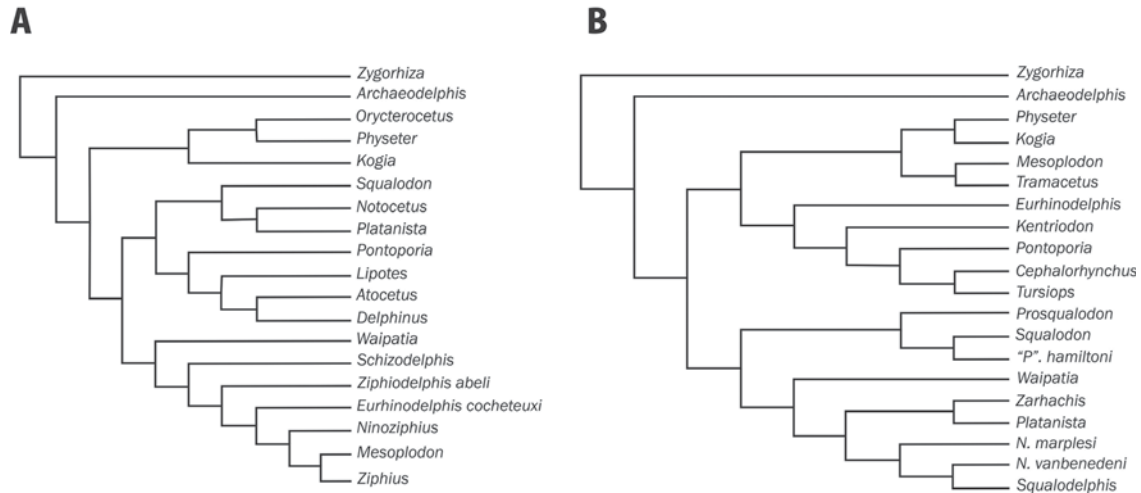 A
Zygorhiza
Archaeodelphis
Orycterocetus
Physeter
Kogia
Squalodon
Notocetus
Platanista
Pontoporia
Lipotes
Atocetus
Delphinus
Waipatia
Schizodelphis
Ziphiodelphis abeli
Eurhinodelphis cocheteuxi
Ninoziphius
Mesoplodon
Ziphius
B
Zygorhiza
Archaeodelphis
Physeter
Kogia
Mesoplodon
Tramacetus
Eurhinodelphis
Kentriodon
Pontoporia
Cephalorhynchus
Tursiops
Prosqualodon
Squalodon
“P”. hamiltoni
Waipatia
Zarhachis
Platanista
N. marplesi
N. vanbenedeni
Squalodelphis